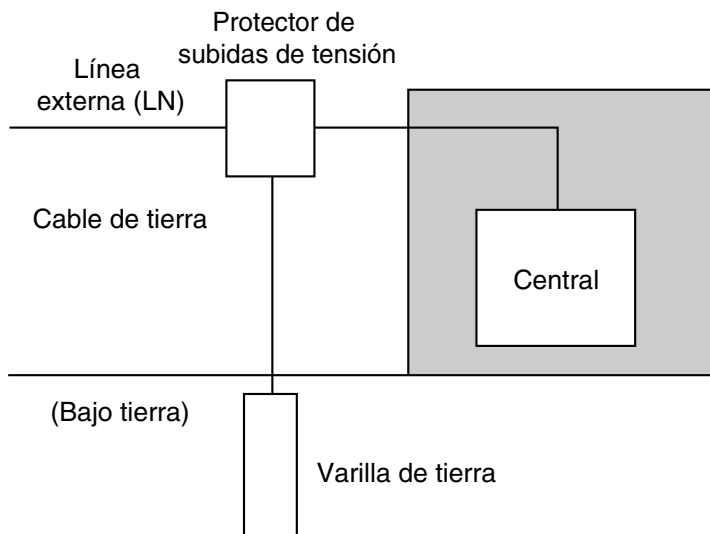 Protector de
subidas de tensión
Línea
externa (LN)
Cable de tierra
Central
(Bajo tierra)
Varilla de tierra